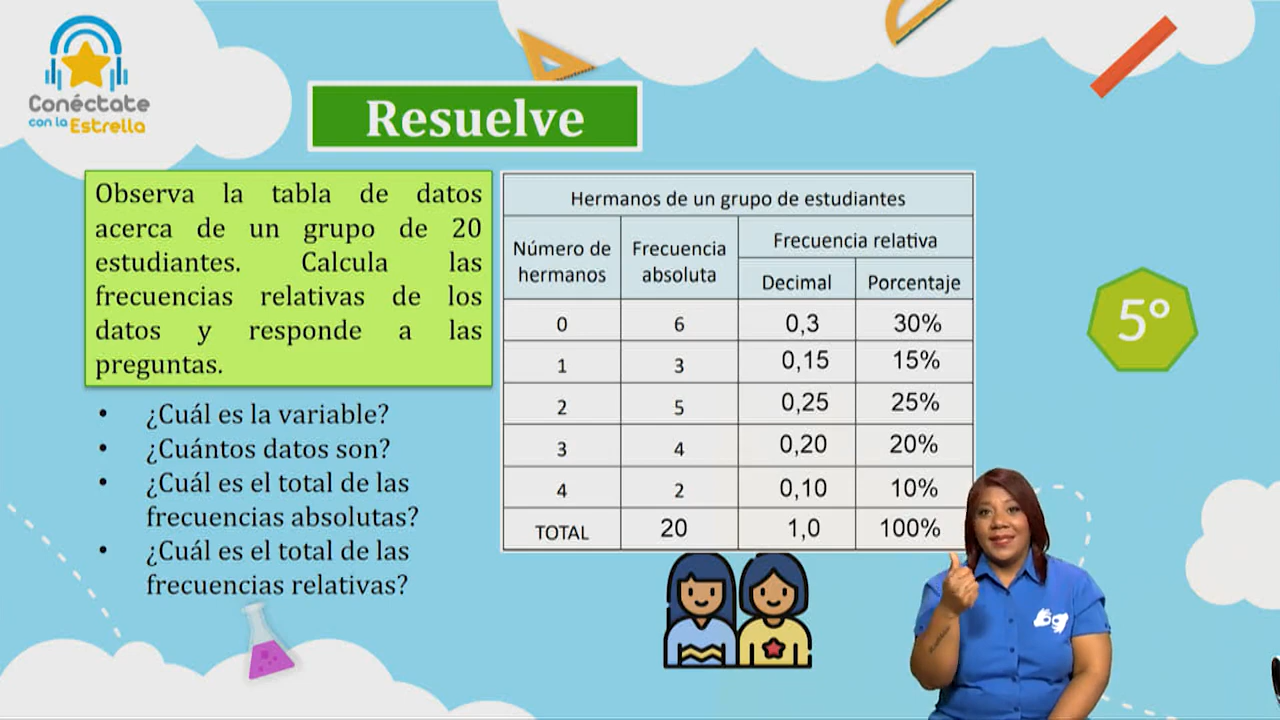 Conéctate
con la Estrella
Resuelve
Observa la tabla de datos
acerca de un grupo de 20
estudiantes. Calcula las
frecuencias relativas de los
datos y responde a las
preguntas.
• ¿Cuál es la variable?
• ¿Cuántos datos son?
• ¿Cuál es el total de las
frecuencias absolutas?
• ¿Cuál es el total de las
frecuencias relativas?
Hermanos de un grupo de estudiantes
Número de hermanos Frecuencia absoluta Frecuencia relativa
Decimal Porcentaje
0 6 0,3 30%
1 3 0,15 15%
2 5 0,25 25%
3 4 0,20 20%
4 2 0,10 10%
TOTAL 20 1,0 100%
5°